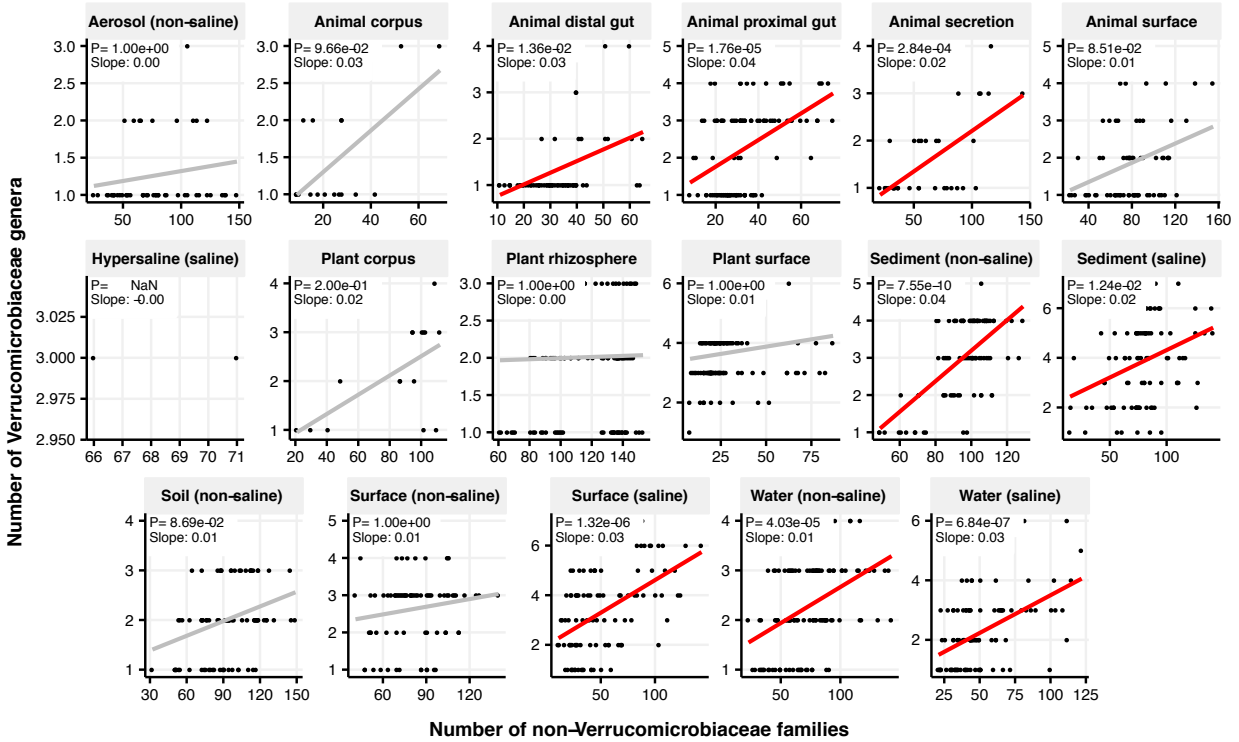 Aerosol (non-saline)
P= 1.00e+00
Slope: 0.00
3.0
2.5
2.0
1.5
1.0
50 100 150
Animal corpus
P= 9.66e-02
Slope: 0.03
3.0
2.5
2.0
1.5
1.0
20 40 60
Animal distal gut
P= 1.36e-02
Slope: 0.03
4
3
2
1
10 20 30 40 50 60
Animal proximal gut
P= 1.76e-05
Slope: 0.04
5
4
3
2
1
20 40 60
Animal secretion
P= 2.84e-04
Slope: 0.02
4
3
2
1
50 100 150
Animal surface
P= 8.51e-02
Slope: 0.01
5
4
3
2
1
40 80 120 160
Number of Verrucomicrobiaceae genera
Hypersaline (saline)
P= NaN
Slope: -0.00
3.025
3.000
2.975
2.950
66 67 68 69 70 71
Plant corpus
P= 2.00e-01
Slope: 0.02
4
3
2
1
20 40 60 80 100
Plant rhizosphere
P= 1.00e+00
Slope: 0.00
3.0
2.5
2.0
1.5
1.0
60 80 100 120 140
Plant surface
P= 1.00e+00
Slope: 0.01
6
4
2
25 50 75
Sediment (non-saline)
P= 7.55e-10
Slope: 0.04
5
4
3
2
1
60 80 100 120
Sediment (saline)
P= 1.24e-02
Slope: 0.02
6
4
2
50 100
Soil (non-saline)
P= 8.69e-02
Slope: 0.01
4
3
2
1
30 60 90 120 150
Surface (non-saline)
P= 1.00e+00
Slope: 0.01
5
4
3
2
1
60 90 120
Surface (saline)
P= 1.32e-06
Slope: 0.03
6
4
2
50 100
Water (non-saline)
P= 4.03e-05
Slope: 0.01
4
3
2
1
50 100
Water (saline)
P= 6.84e-07
Slope: 0.03
6
4
2
25 50 75 100 125
Number of non-Verrucomicrobiaceae families